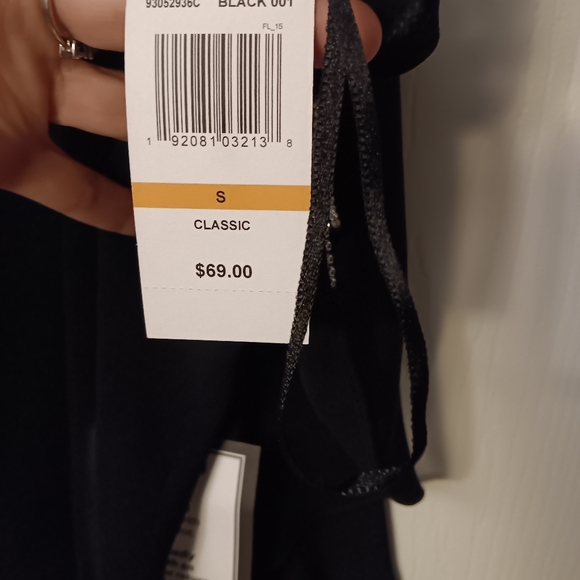 93052936C BLACK 001
FL_15
1 92081 03213 8
S
CLASSIC
$69.00